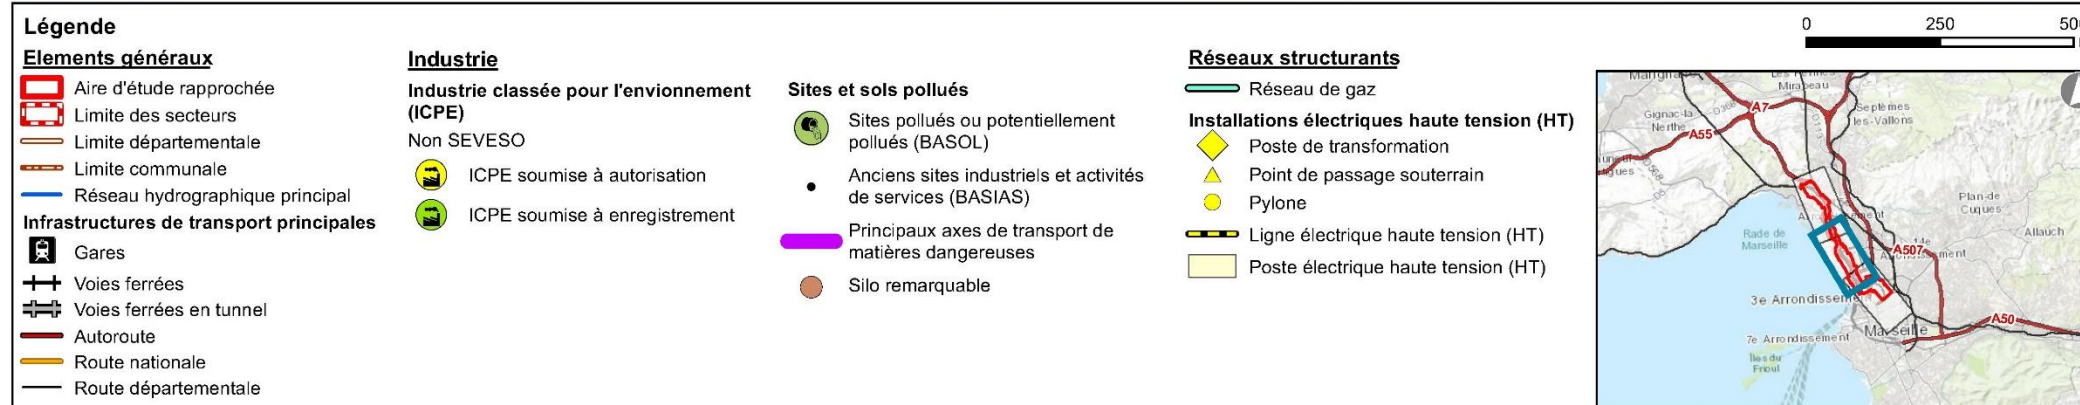 Légende
Elements généraux
Aire d'étude rapprochée
Limite des secteurs
Limite départementale
Limite communale
Réseau hydrographique principal
Infrastructures de transport principales
Gares
Voies ferrées
Voies ferrées en tunnel
Autoroute
Route nationale
Route départementale
Industrie
Industrie classée pour l'envionnement
(ICPE)
Non SEVESO
ICPE soumise à autorisation
ICPE soumise à enregistrement
Sites et sols pollués
Sites pollués ou potentiellement
pollués (BASOL)
Anciens sites industriels et activités
de services (BASIAS)
Principaux axes de transport de
matières dangereuses
Silo remarquable
Réseaux structurants
Réseau de gaz
Installations électriques haute tension (HT)
Poste de transformation
Point de passage souterrain
Pylone
Ligne électrique haute tension (HT)
Poste électrique haute tension (HT)
0 250
Mirabeau
A7
Septèmes
les-Vallons
Gignac-la
Nerthe
A55
Plan-de
Cuques
Allauch
Rade de
Marseille
A507
3e Arrondissement
A50
Marseille
7e Arrondissement
Îles du
Frioul